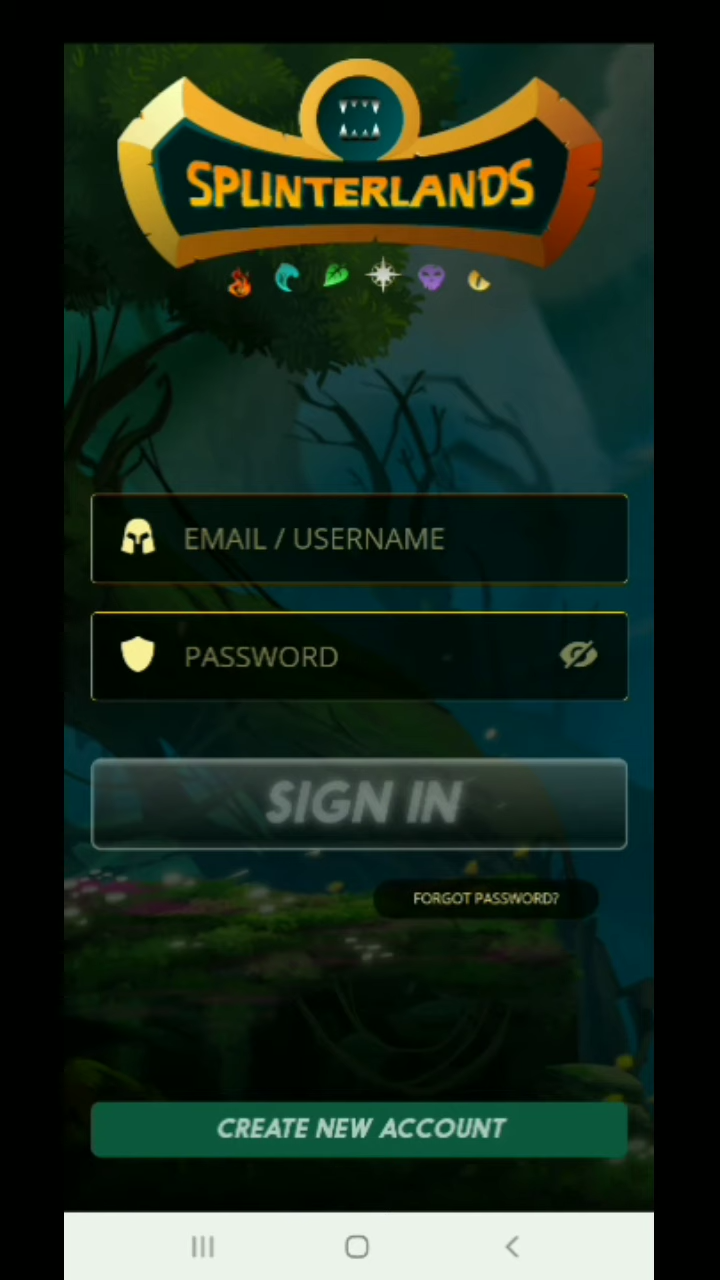 SPLINTERLANDS
EMAIL / USERNAME
PASSWORD
SIGN IN
FORGOT PASSWORD?
CREATE NEW ACCOUNT